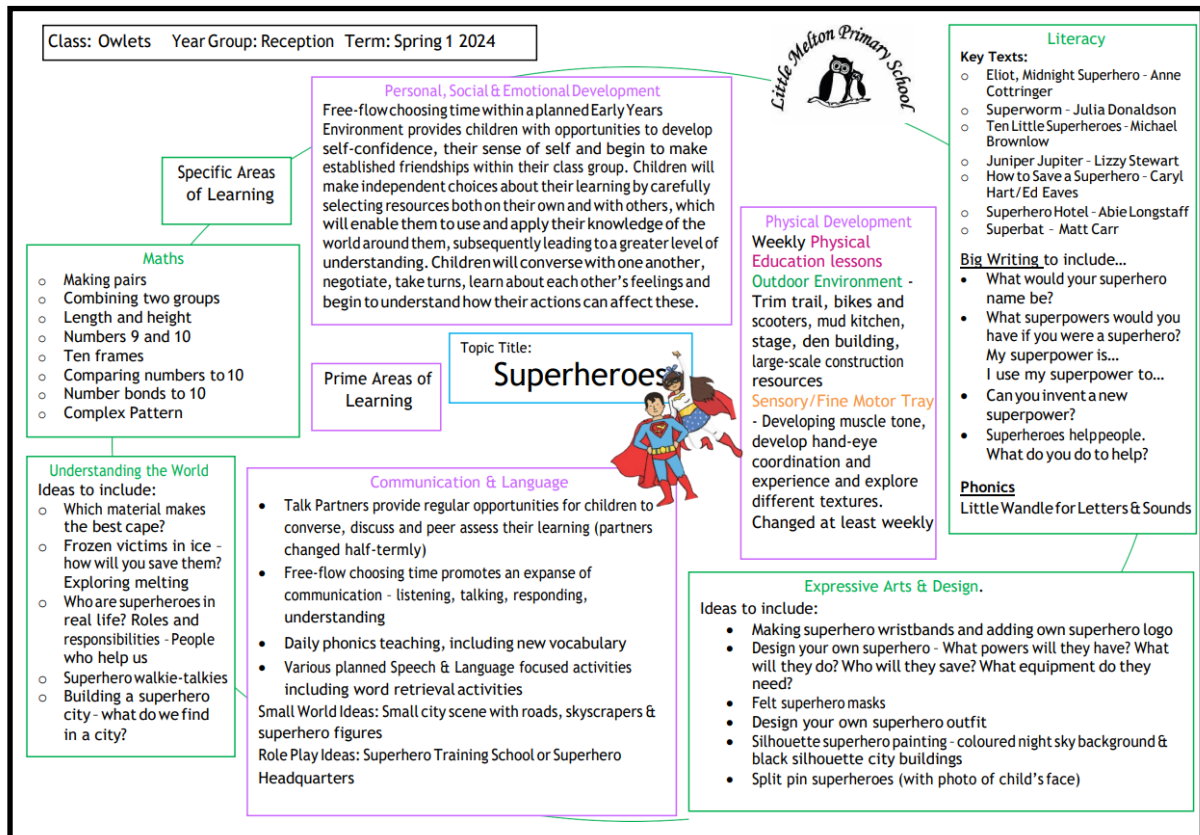 Class: Owlets Year Group: Reception Term: Spring 1 2024
Little Melton Primary School
Personal, Social & Emotional Development
Free-flow choosing time within a planned Early Years
Environment provides children with opportunities to develop
self-confidence, their sense of self and begin to make
established friendships within their class group. Children will
make independent choices about their learning by carefully
selecting resources both on their own and with others, which
will enable them to use and apply their knowledge of the
world around them, subsequently leading to a greater level of
understanding. Children will converse with one another,
negotiate, take turns, learn about each other's feelings and
begin to understand how their actions can affect these.
Specific Areas
of Learning
Maths
o Making pairs
o Combining two groups
o Length and height
o Numbers 9 and 10
o Ten frames
o Comparing numbers to 10
o Number bonds to 10
o Complex Pattern
Prime Areas of
Learning
Topic Title:
Superheroes
Physical Development
Weekly Physical
Education lessons
Outdoor Environment -
Trim trail, bikes and
scooters, mud kitchen,
stage, den building,
large-scale construction
resources
Sensory/Fine Motor Tray
- Developing muscle tone,
develop hand-eye
coordination and
experience and explore
different textures.
Changed at least weekly
Literacy
Key Texts:
o Eliot, Midnight Superhero – Anne
Cottringer
o Superworm – Julia Donaldson
o Ten Little Superheroes – Michael
Brownlow
o Juniper Jupiter – Lizzy Stewart
o How to Save a Superhero – Caryl
Hart/Ed Eaves
o Superhero Hotel – Abie Longstaff
o Superbat – Matt Carr
Big Writing to include…
• What would your superhero
name be?
• What superpowers would you
have if you were a superhero?
My superpower is…
I use my superpower to…
• Can you invent a new
superpower?
• Superheroes help people.
What do you do to help?
Phonics
Little Wandle for Letters & Sounds
Understanding the World
Ideas to include:
o Which material makes
the best cape?
o Frozen victims in ice –
how will you save them?
Exploring melting
o Who are superheroes in
real life? Roles and
responsibilities – People
who help us
o Superhero walkie-talkies
o Building a superhero
city – what do we find
in a city?
Communication & Language
• Talk Partners provide regular opportunities for children to
converse, discuss and peer assess their learning (partners
changed half-termly)
• Free-flow choosing time promotes an expanse of
communication – listening, talking, responding,
understanding
• Daily phonics teaching, including new vocabulary
• Various planned Speech & Language focused activities
including word retrieval activities
Small World Ideas: Small city scene with roads, skyscrapers &
superhero figures
Role Play Ideas: Superhero Training School or Superhero
Headquarters
Expressive Arts & Design.
Ideas to include:
• Making superhero wristbands and adding own superhero logo
• Design your own superhero – What powers will they have? What
will they do? Who will they save? What equipment do they
need?
• Felt superhero masks
• Design your own superhero outfit
• Silhouette superhero painting – coloured night sky background &
black silhouette city buildings
• Split pin superheroes (with photo of child's face)